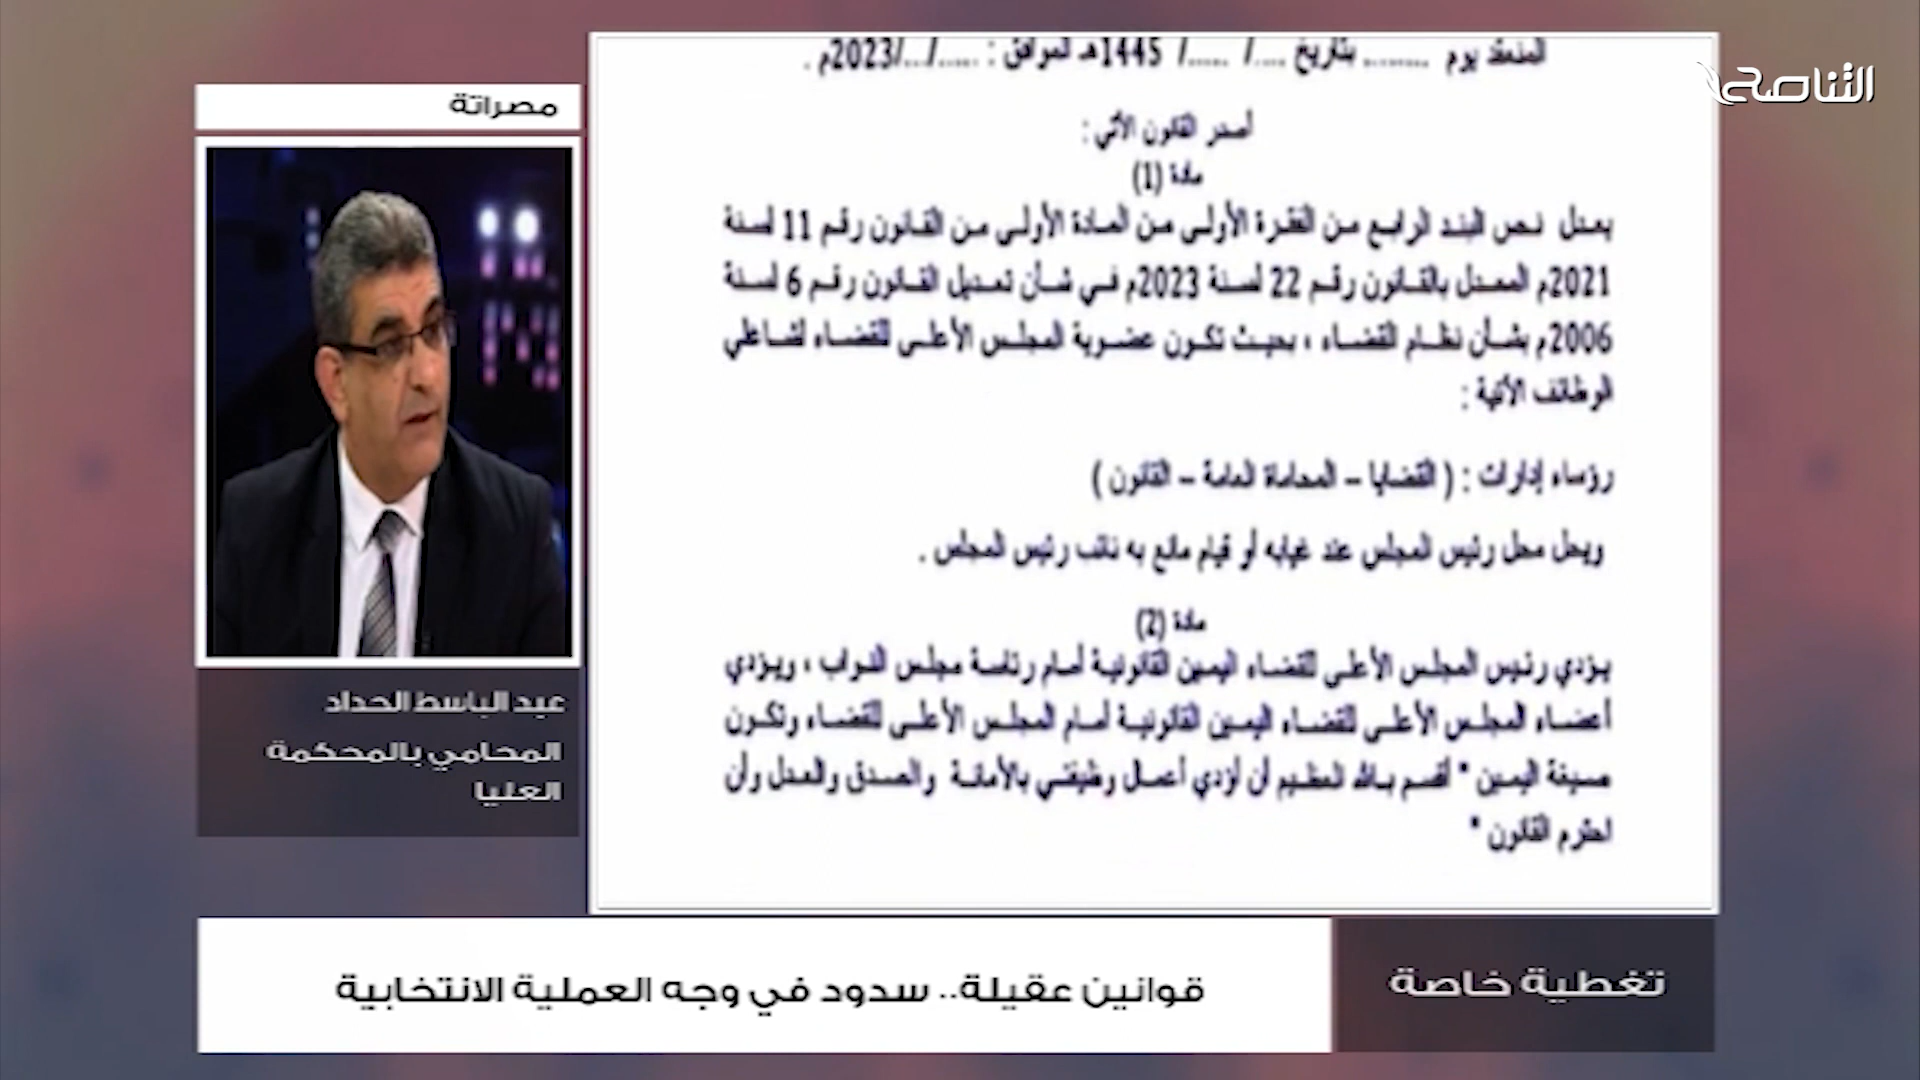 التناصح
مصراتة
عبد الباسط الحداد
المحامي بالمحكمة
العليا
المنعقد يوم ........ بتاريخ ..../ ...../ 1445هـ الموافق : ...../..../2023م .
أصدر القانون الآتي :
مادة (1)
يعدل نص البند الرابع من الفقرة الأولى من المادة الأولى من القانون رقم 11 لسنة
2021م المعدل بالقانون رقم 22 لسنة 2023م في شأن تعديل القانون رقم 6 لسنة
2006م بشأن نظام القضاء ، بحيث تكون عضوية المجلس الأعلى للقضاء لشاغلي
الوظائف الآتية :
رؤساء إدارات : ( القضايا – المحاماة العامة – القانون )
ويحل محل رئيس المجلس عند غيابه أو قيام مانع به نائب رئيس المجلس .
مادة (2)
يؤدي رئيس المجلس الأعلى للقضاء اليمين القانونية أمام رئاسة مجلس النواب ، ويؤدي
أعضاء المجلس الأعلى للقضاء اليمين القانونية أمام المجلس الأعلى للقضاء وتكون
صيغة اليمين " أقسم بالله العظيم أن أؤدي أعمال وظيفتي بالأمانة والصدق والعدل وأن
احترم القانون "
تغطية خاصة
قوانين عقيلة.. سدود في وجه العملية الانتخابية